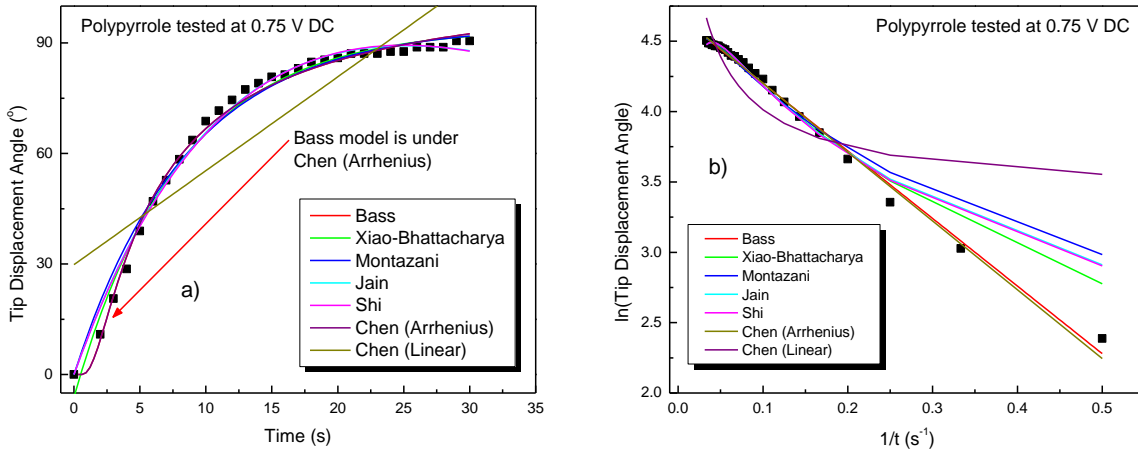 Polypyrrole tested at 0.75 V DC
90
60
30
0
Tip Displacement Angle (°)
Bass model is under
Chen (Arrhenius)
a)
Bass
Xiao-Bhattacharya
Montazani
Jain
Shi
Chen (Arrhenius)
Chen (Linear)
0 5 10 15 20 25 30 35
Time (s)
Polypyrrole tested at 0.75 V DC
4.5
4.0
3.5
3.0
2.5
2.0
ln(Tip Displacement Angle)
b)
Bass
Xiao-Bhattacharya
Montazani
Jain
Shi
Chen (Arrhenius)
Chen (Linear)
0.0 0.1 0.2 0.3 0.4 0.5
1/t (s⁻¹)